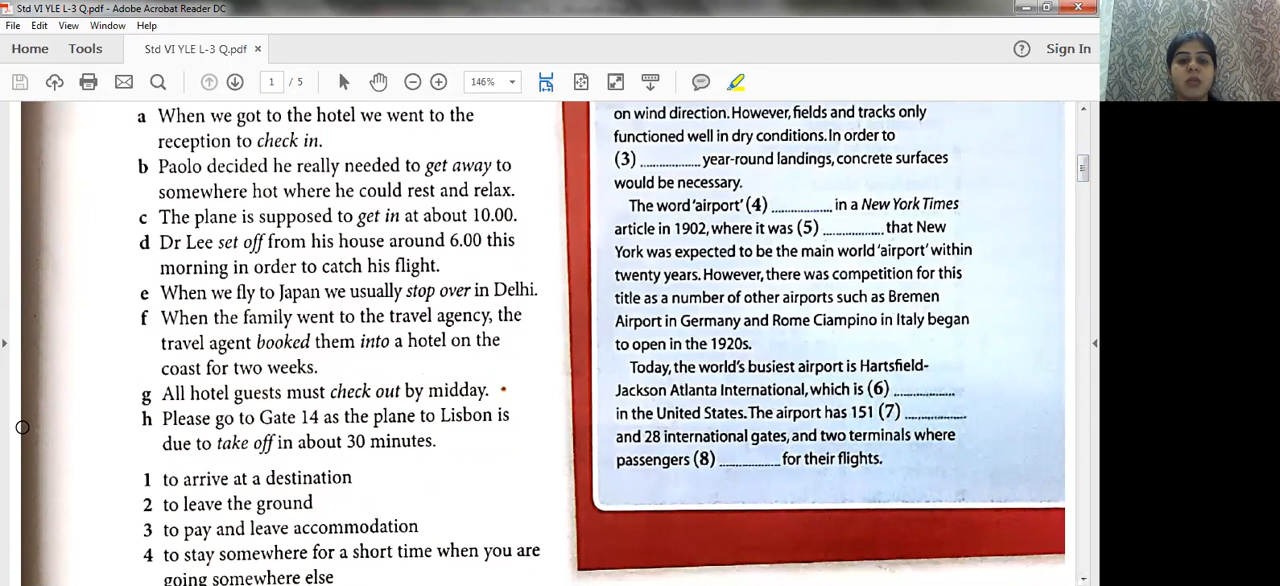 Std VI YLE L-3 Q.pdf - Adobe Acrobat Reader DC
File Edit View Window Help
Home Tools Std VI YLE L-3 Q.pdf × Sign In
1 / 5 146%
a When we got to the hotel we went to the
reception to check in.
b Paolo decided he really needed to get away to
somewhere hot where he could rest and relax.
c The plane is supposed to get in at about 10.00.
d Dr Lee set off from his house around 6.00 this
morning in order to catch his flight.
e When we fly to Japan we usually stop over in Delhi.
f When the family went to the travel agency, the
travel agent booked them into a hotel on the
coast for two weeks.
g All hotel guests must check out by midday.
h Please go to Gate 14 as the plane to Lisbon is
due to take off in about 30 minutes.
1 to arrive at a destination
2 to leave the ground
3 to pay and leave accommodation
4 to stay somewhere for a short time when you are
going somewhere else
on wind direction. However, fields and tracks only
functioned well in dry conditions. In order to
(3) .............. year-round landings, concrete surfaces
would be necessary.
The word 'airport' (4) .............. in a New York Times
article in 1902, where it was (5) .............. that New
York was expected to be the main world 'airport' within
twenty years. However, there was competition for this
title as a number of other airports such as Bremen
Airport in Germany and Rome Ciampino in Italy began
to open in the 1920s.
Today, the world's busiest airport is Hartsfield-
Jackson Atlanta International, which is (6) ..............
in the United States. The airport has 151 (7) ..............
and 28 international gates, and two terminals where
passengers (8) .............. for their flights.